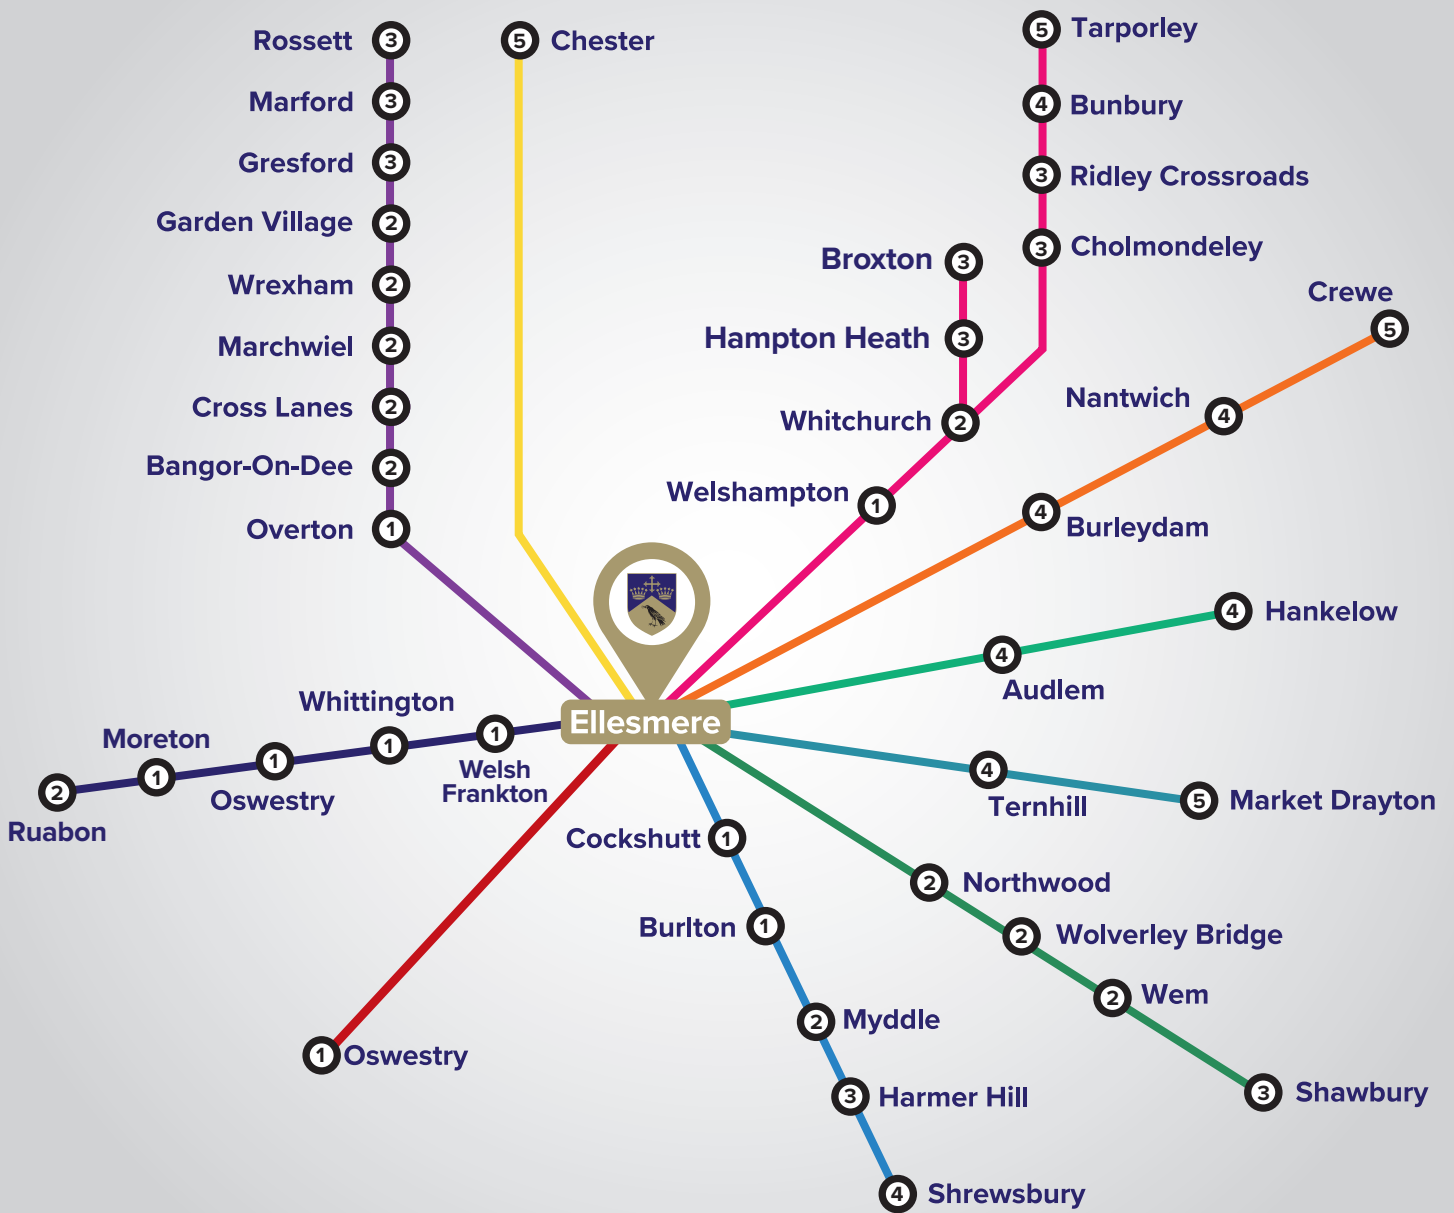 Rossett 3
Marford 3
Gresford 3
Garden Village 2
Wrexham 2
Marchwiel 2
Cross Lanes 2
Bangor-On-Dee 2
Overton 1
5 Chester
5 Tarporley
4 Bunbury
3 Ridley Crossroads
3 Cholmondeley
Broxton 3
Hampton Heath 3
Whitchurch 2
Welshampton 1
Crewe
5
Nantwich
4
4
Burleydam
4 Hankelow
4
Audlem
Ellesmere
Whittington
1
1
Welsh
Frankton
Moreton
1
1
Oswestry
2
Ruabon
4
Ternhill
5 Market Drayton
Cockshutt 1
Burlton 1
2 Myddle
3 Harmer Hill
4 Shrewsbury
2 Northwood
2 Wolverley Bridge
2 Wem
3 Shawbury
1 Oswestry